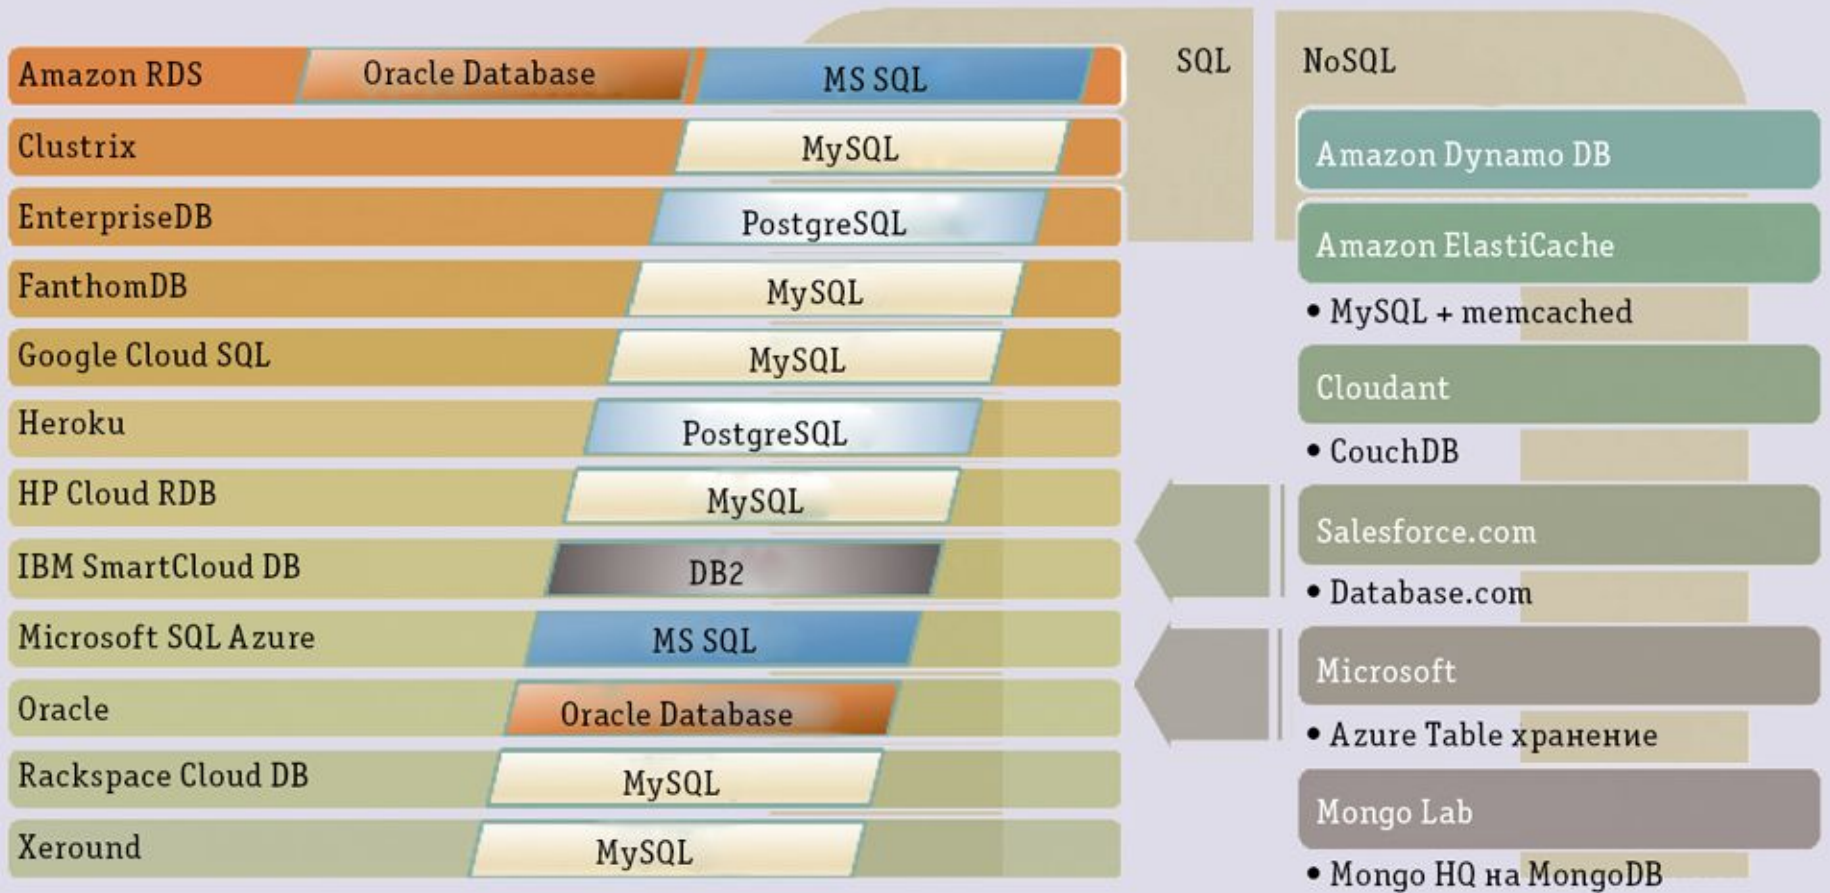 SQL
Amazon RDS Oracle Database MS SQL
Clustrix MySQL
EnterpriseDB PostgreSQL
FanthomDB MySQL
Google Cloud SQL MySQL
Heroku PostgreSQL
HP Cloud RDB MySQL
IBM SmartCloud DB DB2
Microsoft SQL Azure MS SQL
Oracle Oracle Database
Rackspace Cloud DB MySQL
Xeround MySQL
NoSQL
Amazon Dynamo DB
Amazon ElastiCache
• MySQL + memcached
Cloudant
• CouchDB
Salesforce.com
• Database.com
Microsoft
• Azure Table хранение
Mongo Lab
• Mongo HQ на MongoDB